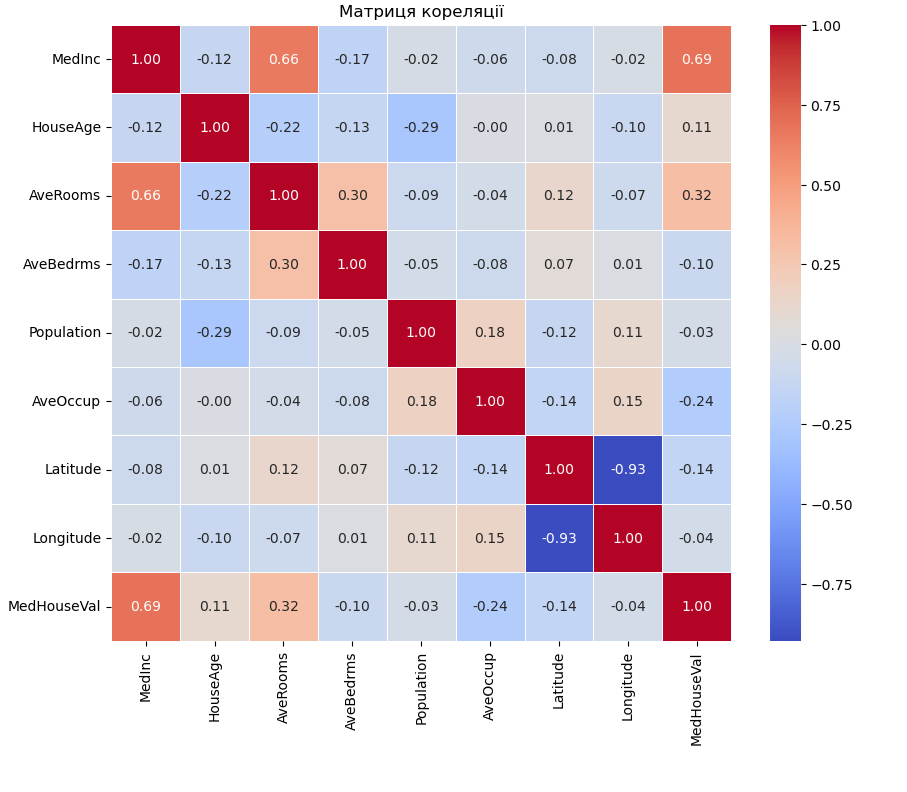 Матриця кореляції
MedInc 1.00 -0.12 0.66 -0.17 -0.02 -0.06 -0.08 -0.02 0.69
HouseAge -0.12 1.00 -0.22 -0.13 -0.29 -0.00 0.01 -0.10 0.11
AveRooms 0.66 -0.22 1.00 0.30 -0.09 -0.04 0.12 -0.07 0.32
AveBedrms -0.17 -0.13 0.30 1.00 -0.05 -0.08 0.07 0.01 -0.10
Population -0.02 -0.29 -0.09 -0.05 1.00 0.18 -0.12 0.11 -0.03
AveOccup -0.06 -0.00 -0.04 -0.08 0.18 1.00 -0.14 0.15 -0.24
Latitude -0.08 0.01 0.12 0.07 -0.12 -0.14 1.00 -0.93 -0.14
Longitude -0.02 -0.10 -0.07 0.01 0.11 0.15 -0.93 1.00 -0.04
MedHouseVal 0.69 0.11 0.32 -0.10 -0.03 -0.24 -0.14 -0.04 1.00
MedInc HouseAge AveRooms AveBedrms Population AveOccup Latitude Longitude MedHouseVal
1.00
0.75
0.50
0.25
0.00
−0.25
−0.50
−0.75